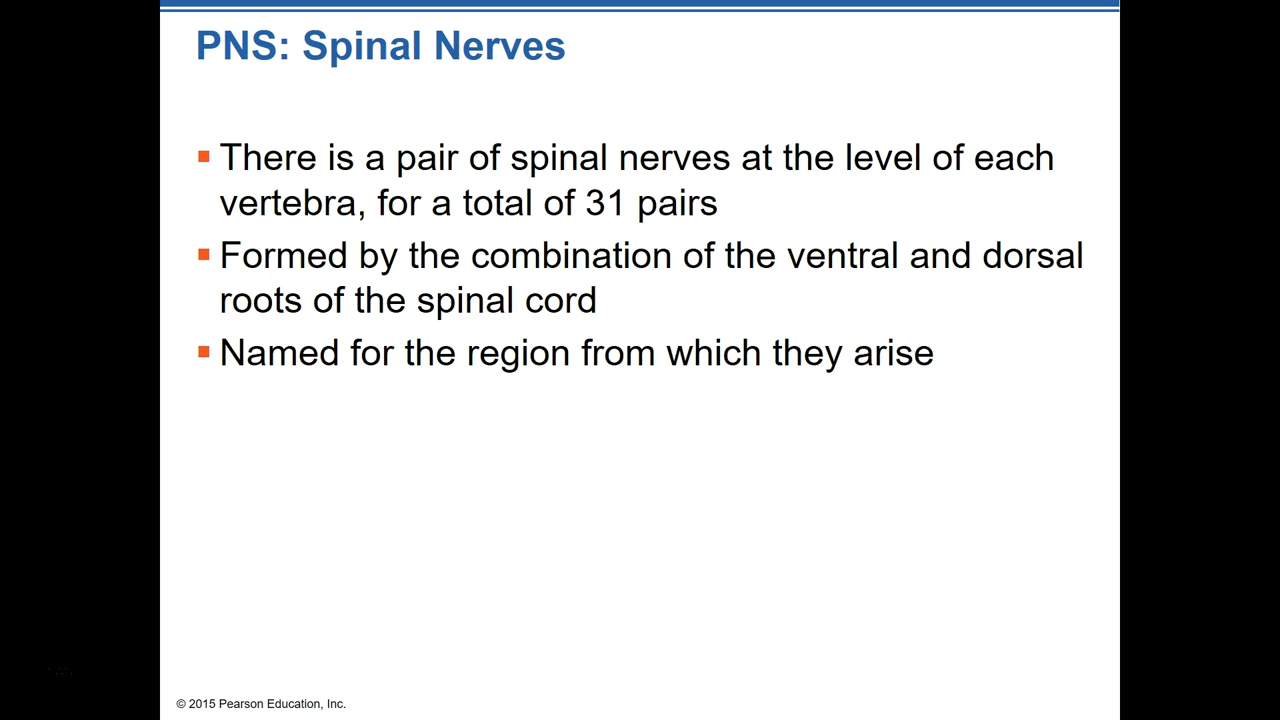 PNS: Spinal Nerves
There is a pair of spinal nerves at the level of each
vertebra, for a total of 31 pairs
Formed by the combination of the ventral and dorsal
roots of the spinal cord
Named for the region from which they arise
© 2015 Pearson Education, Inc.